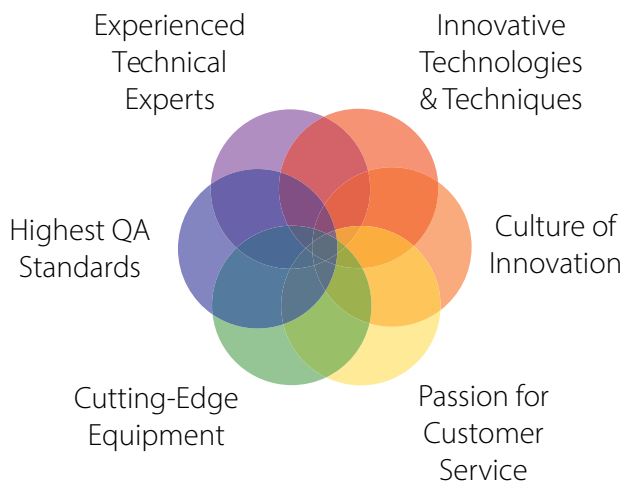 Experienced
Technical
Experts
Innovative
Technologies
& Techniques
Highest QA
Standards
Culture of
Innovation
Cutting-Edge
Equipment
Passion for
Customer
Service